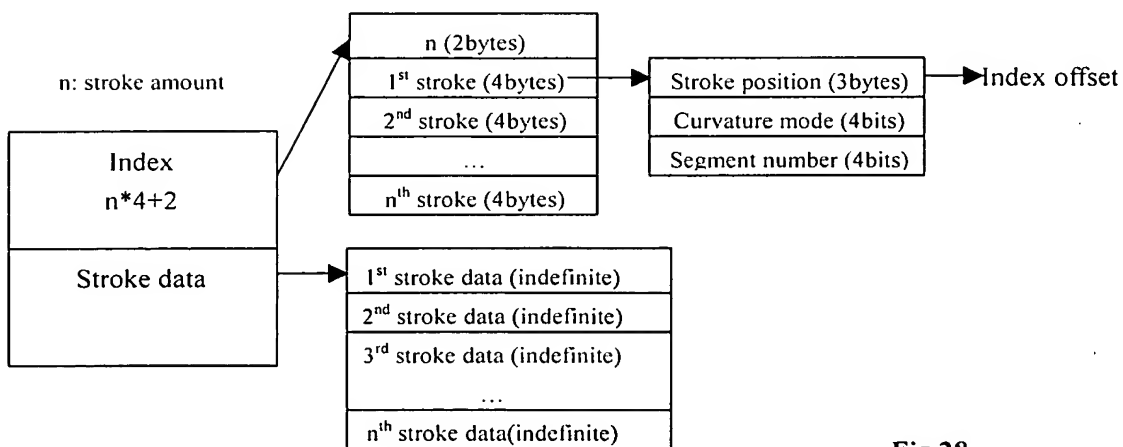 n: stroke amount
Index
n*4+2
Stroke data
n (2bytes)
1st stroke (4bytes)
2nd stroke (4bytes)
...
nth stroke (4bytes)
Stroke position (3bytes)
Curvature mode (4bits)
Segment number (4bits)
Index offset
1st stroke data (indefinite)
2nd stroke data (indefinite)
3rd stroke data (indefinite)
...
nth stroke data(indefinite)
Fig 28